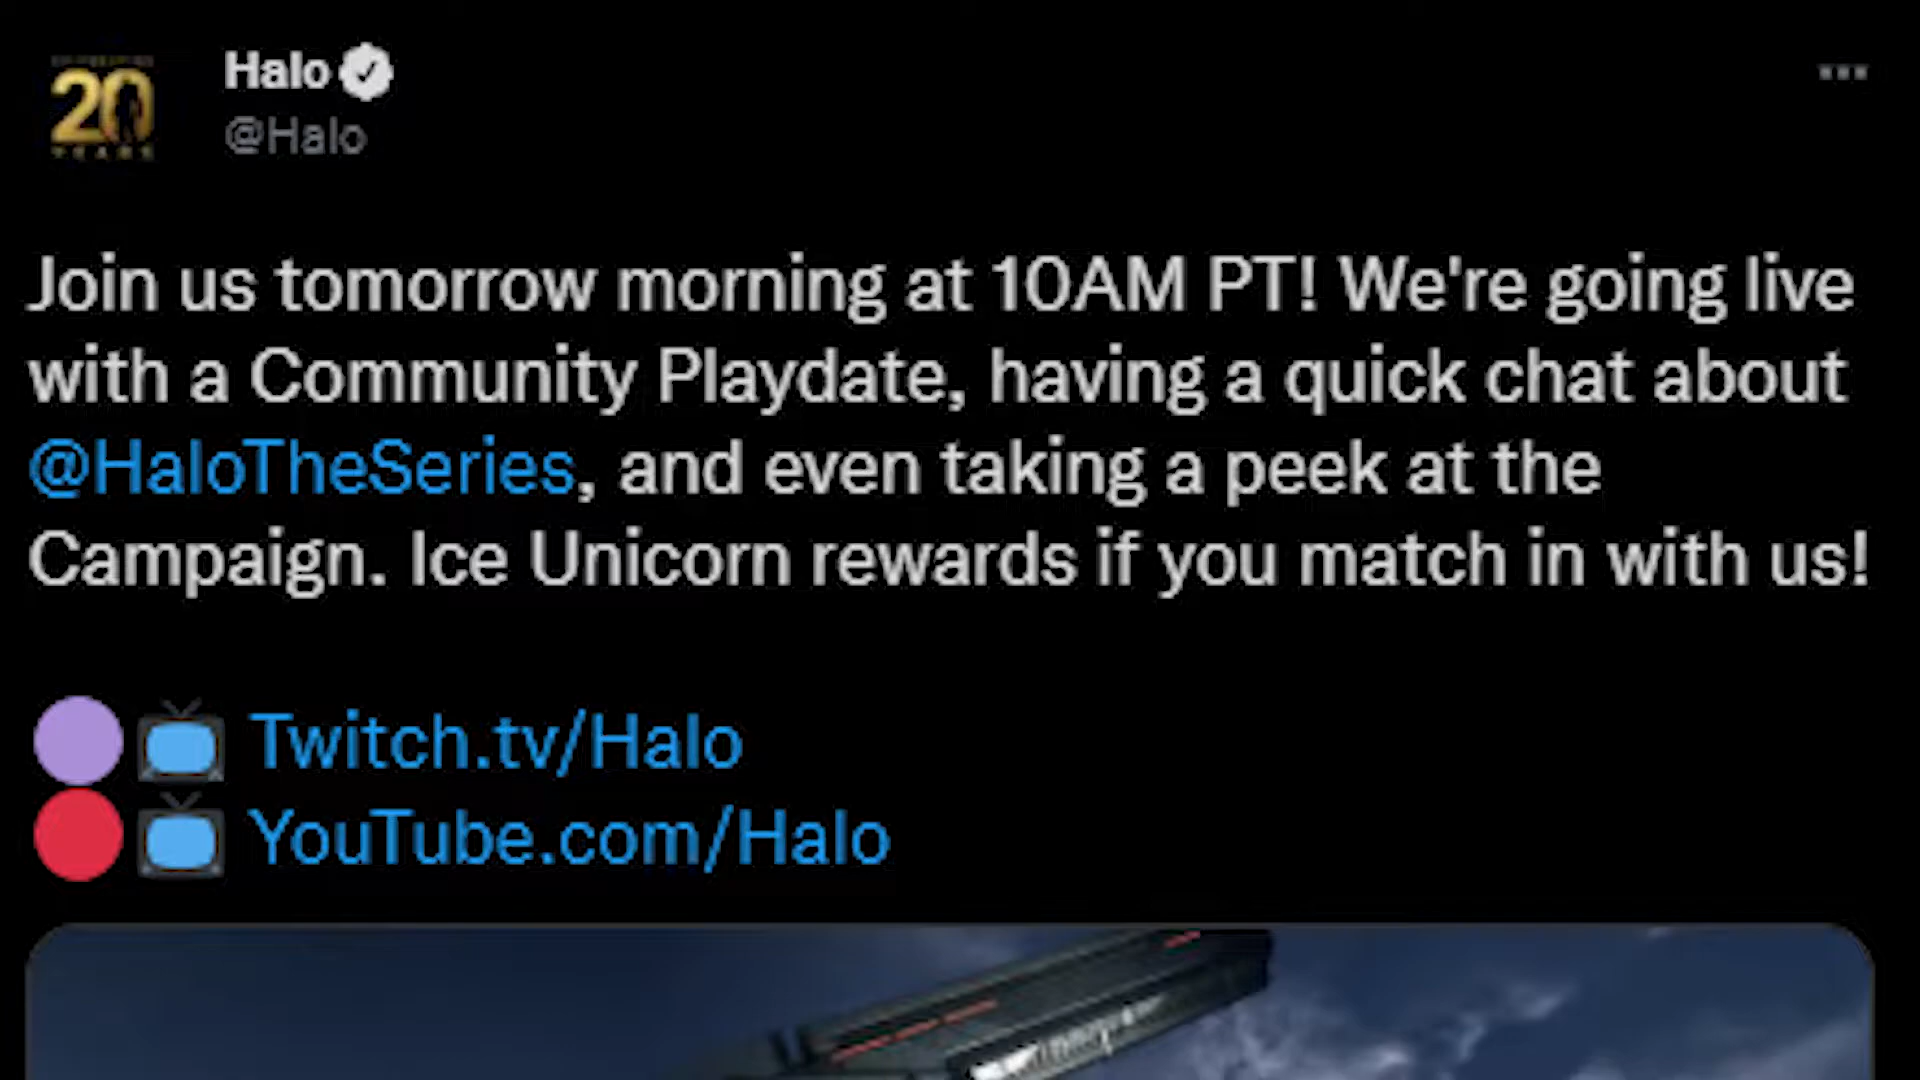 20
YEARS
Halo
@Halo
Join us tomorrow morning at 10AM PT! We're going live
with a Community Playdate, having a quick chat about
@HaloTheSeries, and even taking a peek at the
Campaign. Ice Unicorn rewards if you match in with us!
Twitch.tv/Halo
YouTube.com/Halo